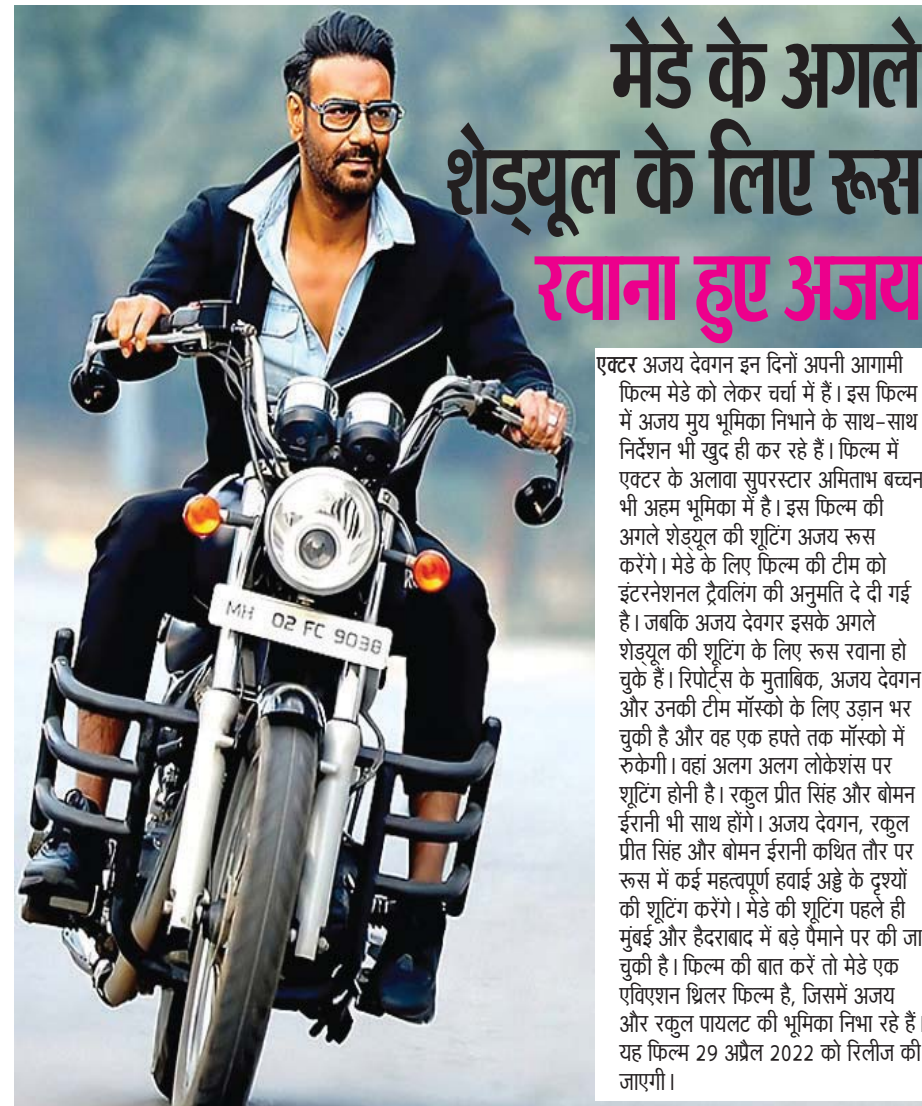 मेडे के अगले
शेड्यूल के लिए रूस
रवाना हुए अजय
एक्टर अजय देवगन इन दिनों अपनी आगामी
फिल्म मेडे को लेकर चर्चा में हैं। इस फिल्म
में अजय मुय भूमिका निभाने के साथ-साथ
निर्देशन भी खुद ही कर रहे हैं। फिल्म में
एक्टर के अलावा सुपरस्टार अमिताभ बच्चन
भी अहम भूमिका में है। इस फिल्म की
अगले शेड्यूल की शूटिंग अजय रूस
करेंगे। मेडे के लिए फिल्म की टीम को
इंटरनेशनल ट्रैवलिंग की अनुमति दे दी गई
है। जबकि अजय देवगर इसके अगले
शेडयूल की शूटिंग के लिए रूस रवाना हो
चुके हैं। रिपोर्ट्स के मुताबिक, अजय देवगन
और उनकी टीम मॉस्को के लिए उड़ान भर
चुकी है और वह एक हफ्ते तक मॉस्को में
रुकेगी। वहां अलग अलग लोकेशंस पर
शूटिंग होनी है। रकुल प्रीत सिंह और बोमन
ईरानी भी साथ होंगे। अजय देवगन, रकुल
प्रीत सिंह और बोमन ईरानी कथित तौर पर
रूस में कई महत्वपूर्ण हवाई अड्डे के दृश्यों
की शूटिंग करेंगे। मेडे की शूटिंग पहले ही
मुंबई और हैदराबाद में बड़े पैमाने पर की जा
चुकी है। फिल्म की बात करें तो मेडे एक
एविएशन थ्रिलर फिल्म है, जिसमें अजय
और रकुल पायलट की भूमिका निभा रहे हैं।
यह फिल्म 29 अप्रैल 2022 को रिलीज की
जाएगी।
MH 02 FC 9038